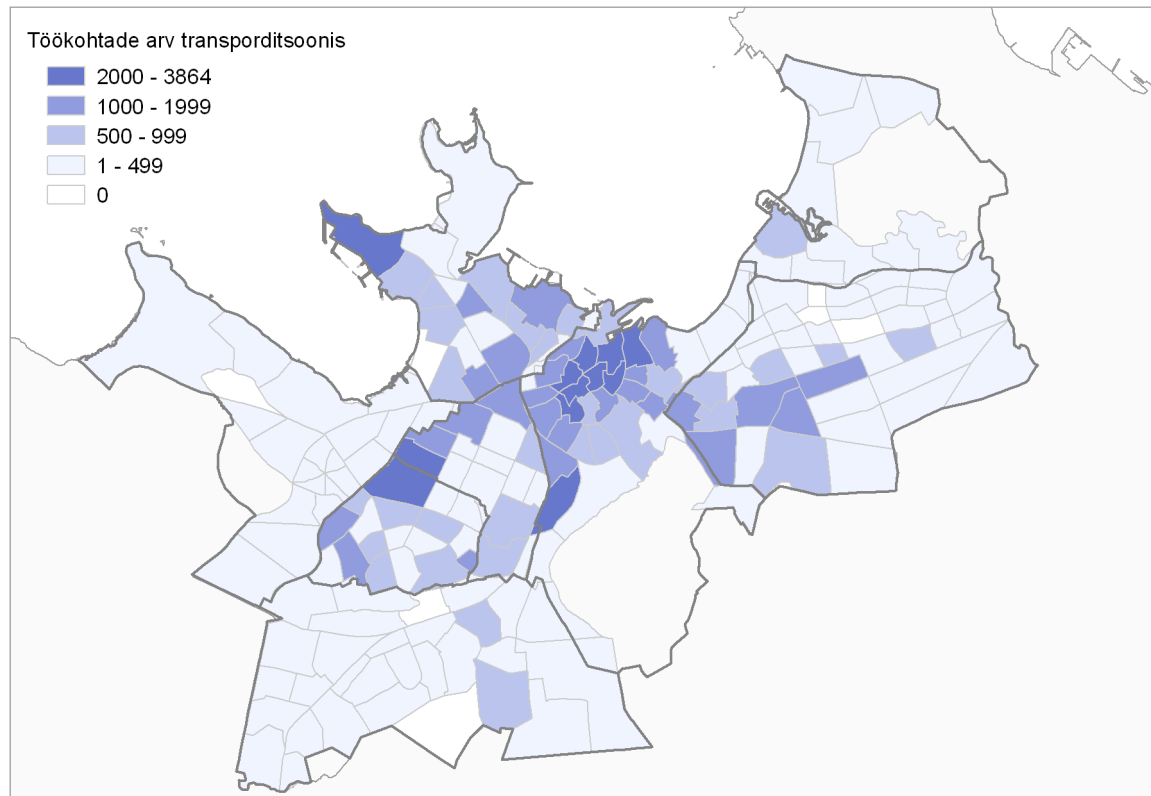 Töökohtade arv transporditsoonis
2000 - 3864
1000 - 1999
500 - 999
1 - 499
0